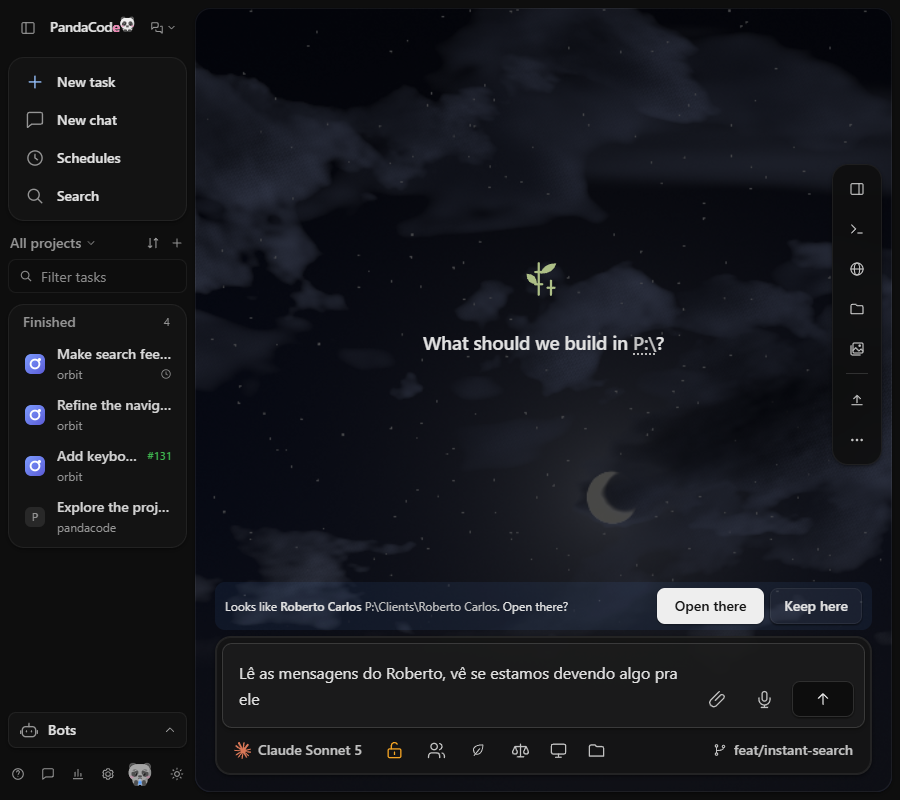 PandaCode
New task
New chat
Schedules
Search
All projects
Filter tasks
Finished 4
Make search fee...
orbit
Refine the navig...
orbit
Add keybo... #131
orbit
P
Explore the proj...
pandacode
Bots
What should we build in P:\?
Looks like Roberto Carlos P:\Clients\Roberto Carlos. Open there?
Open there
Keep here
Lê as mensagens do Roberto, vê se estamos devendo algo pra
ele
Claude Sonnet 5
feat/instant-search